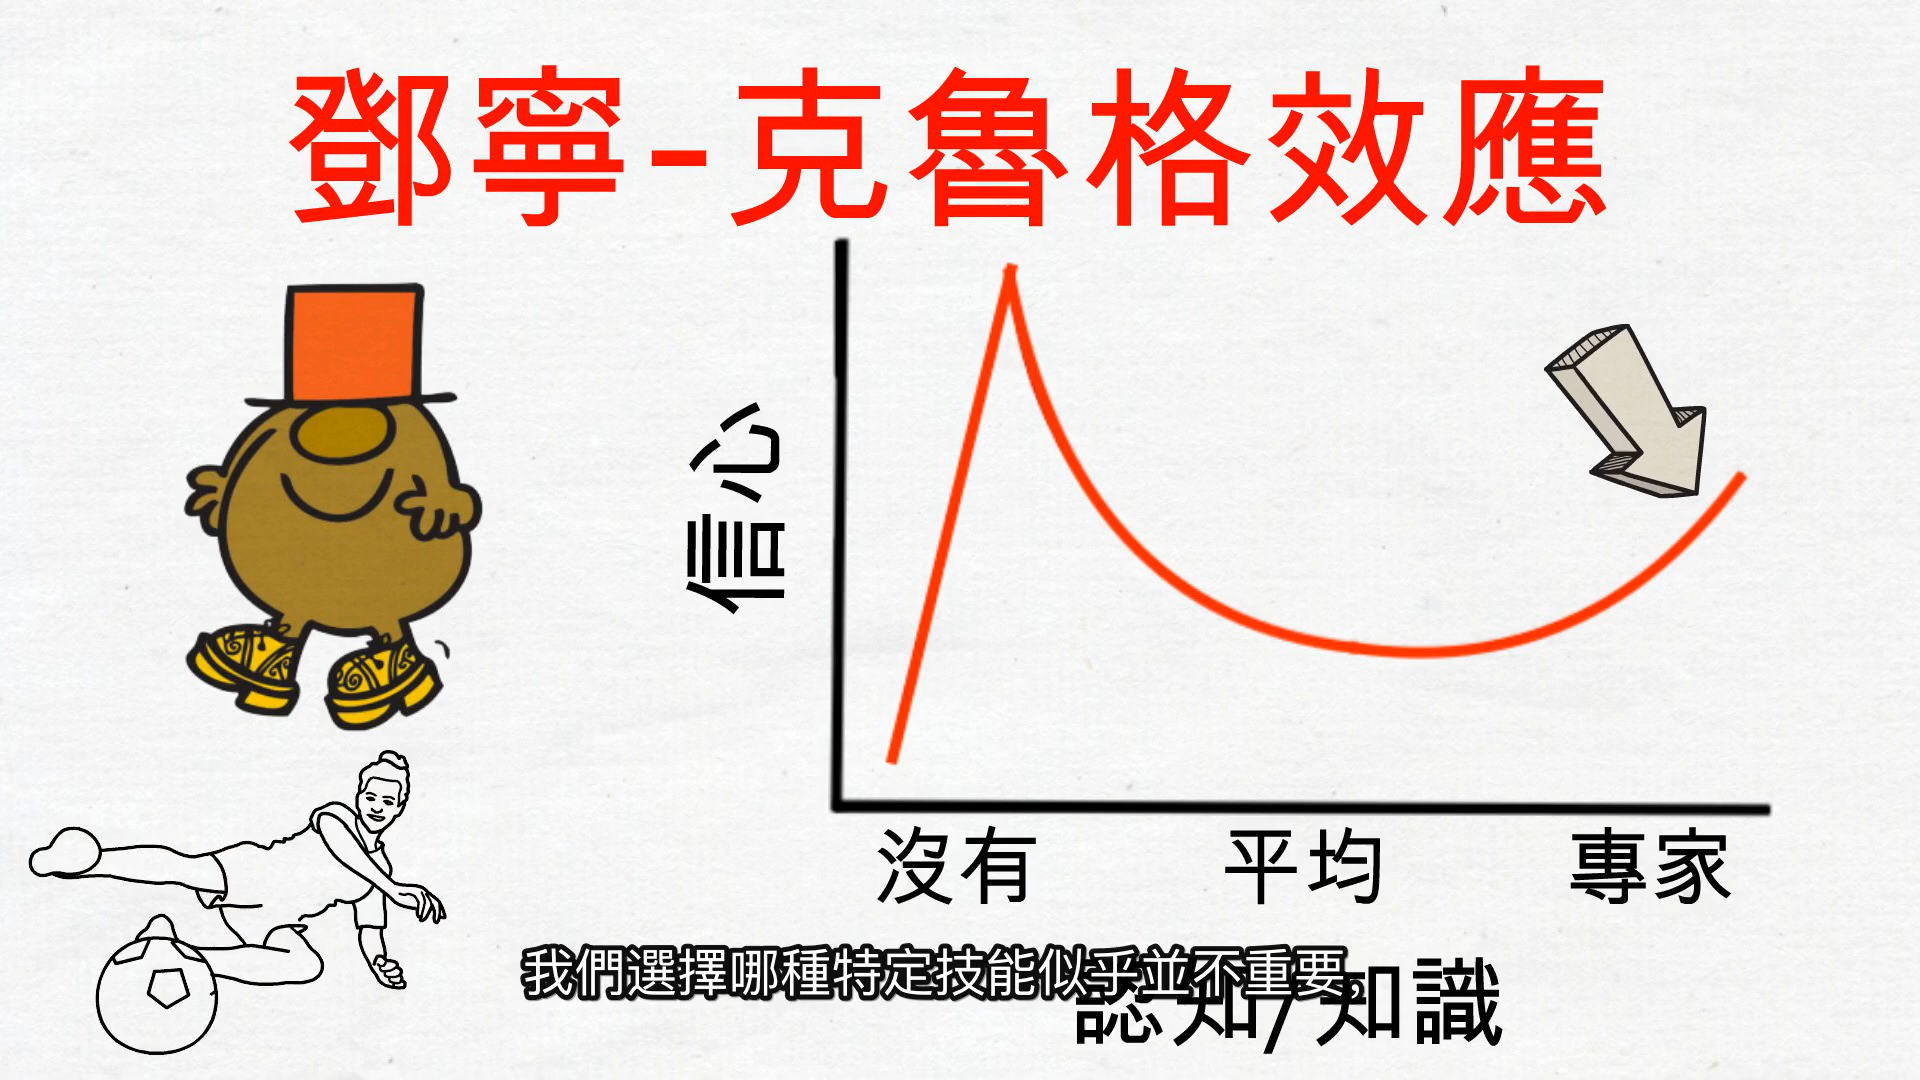 鄧寧-克魯格效應
信心
沒有 平均 專家
我們選擇哪種特定技能似乎並不重要。
認知/知識